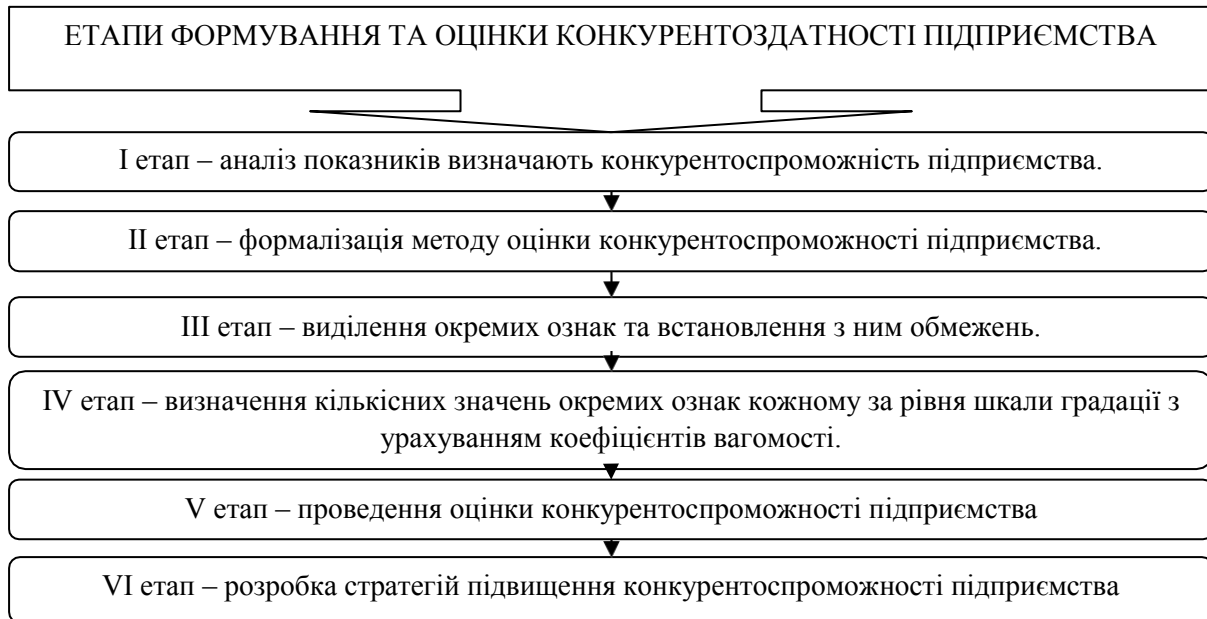 ЕТАПИ ФОРМУВАННЯ ТА ОЦІНКИ КОНКУРЕНТОЗДАТНОСТІ ПІДПРИЄМСТВА
І етап – аналіз показників визначають конкурентоспроможність підприємства.
ІІ етап – формалізація методу оцінки конкурентоспроможності підприємства.
ІІІ етап – виділення окремих ознак та встановлення з ним обмежень.
IV етап – визначення кількісних значень окремих ознак кожному за рівня шкали градації з
урахуванням коефіцієнтів вагомості.
V етап – проведення оцінки конкурентоспроможності підприємства
VI етап – розробка стратегій підвищення конкурентоспроможності підприємства